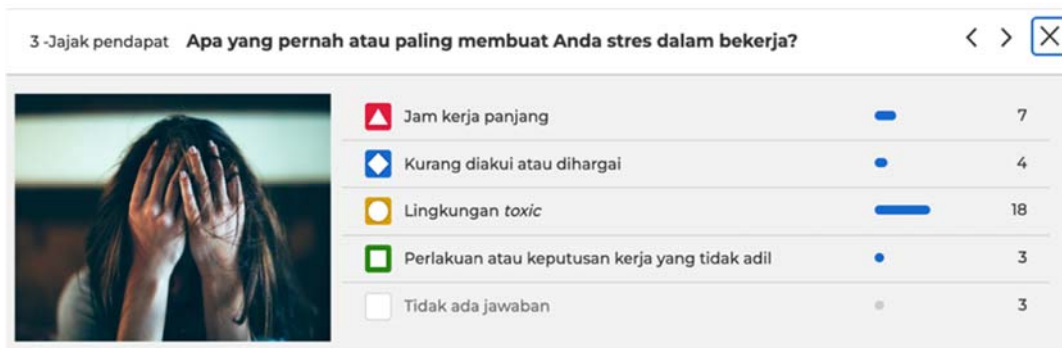 3 -Jajak pendapat Apa yang pernah atau paling membuat Anda stres dalam bekerja?
Jam kerja panjang 7
Kurang diakui atau dihargai 4
Lingkungan toxic 18
Perlakuan atau keputusan kerja yang tidak adil 3
Tidak ada jawaban 3